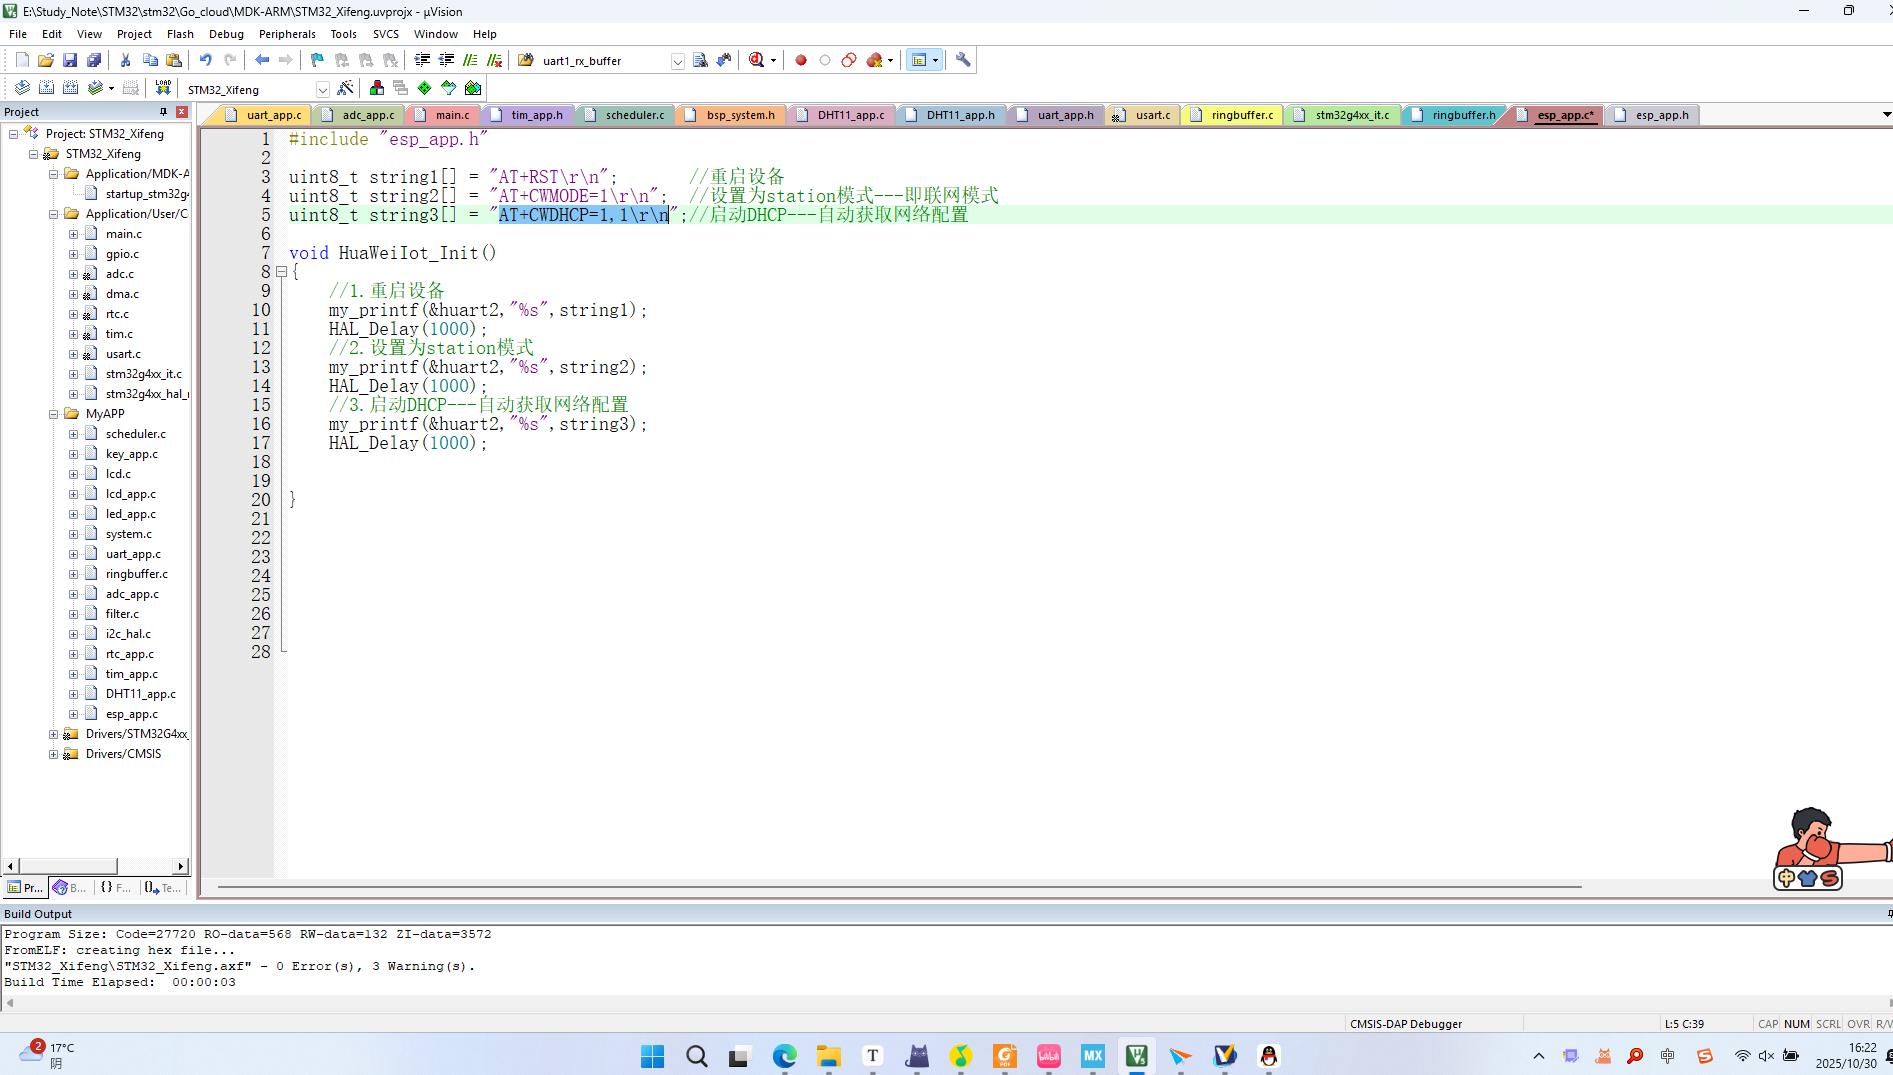 E:\Study_Note\STM32\stm32\Go_cloud\MDK-ARM\STM32_Xifeng.uvprojx - µVision
File Edit View Project Flash Debug Peripherals Tools SVCS Window Help
uart1_rx_buffer
LOAD
STM32_Xifeng
Project
uart_app.c adc_app.c main.c tim_app.h scheduler.c bsp_system.h DHT11_app.c DHT11_app.h uart_app.h usart.c ringbuffer.c stm32g4xx_it.c ringbuffer.h esp_app.c* esp_app.h
Project: STM32_Xifeng
STM32_Xifeng
Application/MDK-A
startup_stm32g4
Application/User/C
main.c
gpio.c
adc.c
dma.c
rtc.c
tim.c
usart.c
stm32g4xx_it.c
stm32g4xx_hal_
MyAPP
scheduler.c
key_app.c
lcd.c
lcd_app.c
led_app.c
system.c
uart_app.c
ringbuffer.c
adc_app.c
filter.c
i2c_hal.c
rtc_app.c
tim_app.c
DHT11_app.c
esp_app.c
Drivers/STM32G4xx_
Drivers/CMSIS
Pr... B... {} F... Te...
1 #include "esp_app.h"
2
3 uint8_t string1[] = "AT+RST\r\n"; //重启设备
4 uint8_t string2[] = "AT+CWMODE=1\r\n"; //设置为station模式---即联网模式
5 uint8_t string3[] = "AT+CWDHCP=1,1\r\n";//启动DHCP---自动获取网络配置
6
7 void HuaWeiIot_Init()
8 {
9 //1.重启设备
10 my_printf(&huart2,"%s",string1);
11 HAL_Delay(1000);
12 //2.设置为station模式
13 my_printf(&huart2,"%s",string2);
14 HAL_Delay(1000);
15 //3.启动DHCP---自动获取网络配置
16 my_printf(&huart2,"%s",string3);
17 HAL_Delay(1000);
18
19
20 }
21
22
23
24
25
26
27
28
中 S
Build Output
Program Size: Code=27720 RO-data=568 RW-data=132 ZI-data=3572
FromELF: creating hex file...
"STM32_Xifeng\STM32_Xifeng.axf" - 0 Error(s), 3 Warning(s).
Build Time Elapsed:  00:00:03
CMSIS-DAP Debugger L:5 C:39 CAP NUM SCRL OVR R/W
2
17°C
阴
T
PDF
MX
中
S
16:22
2025/10/30